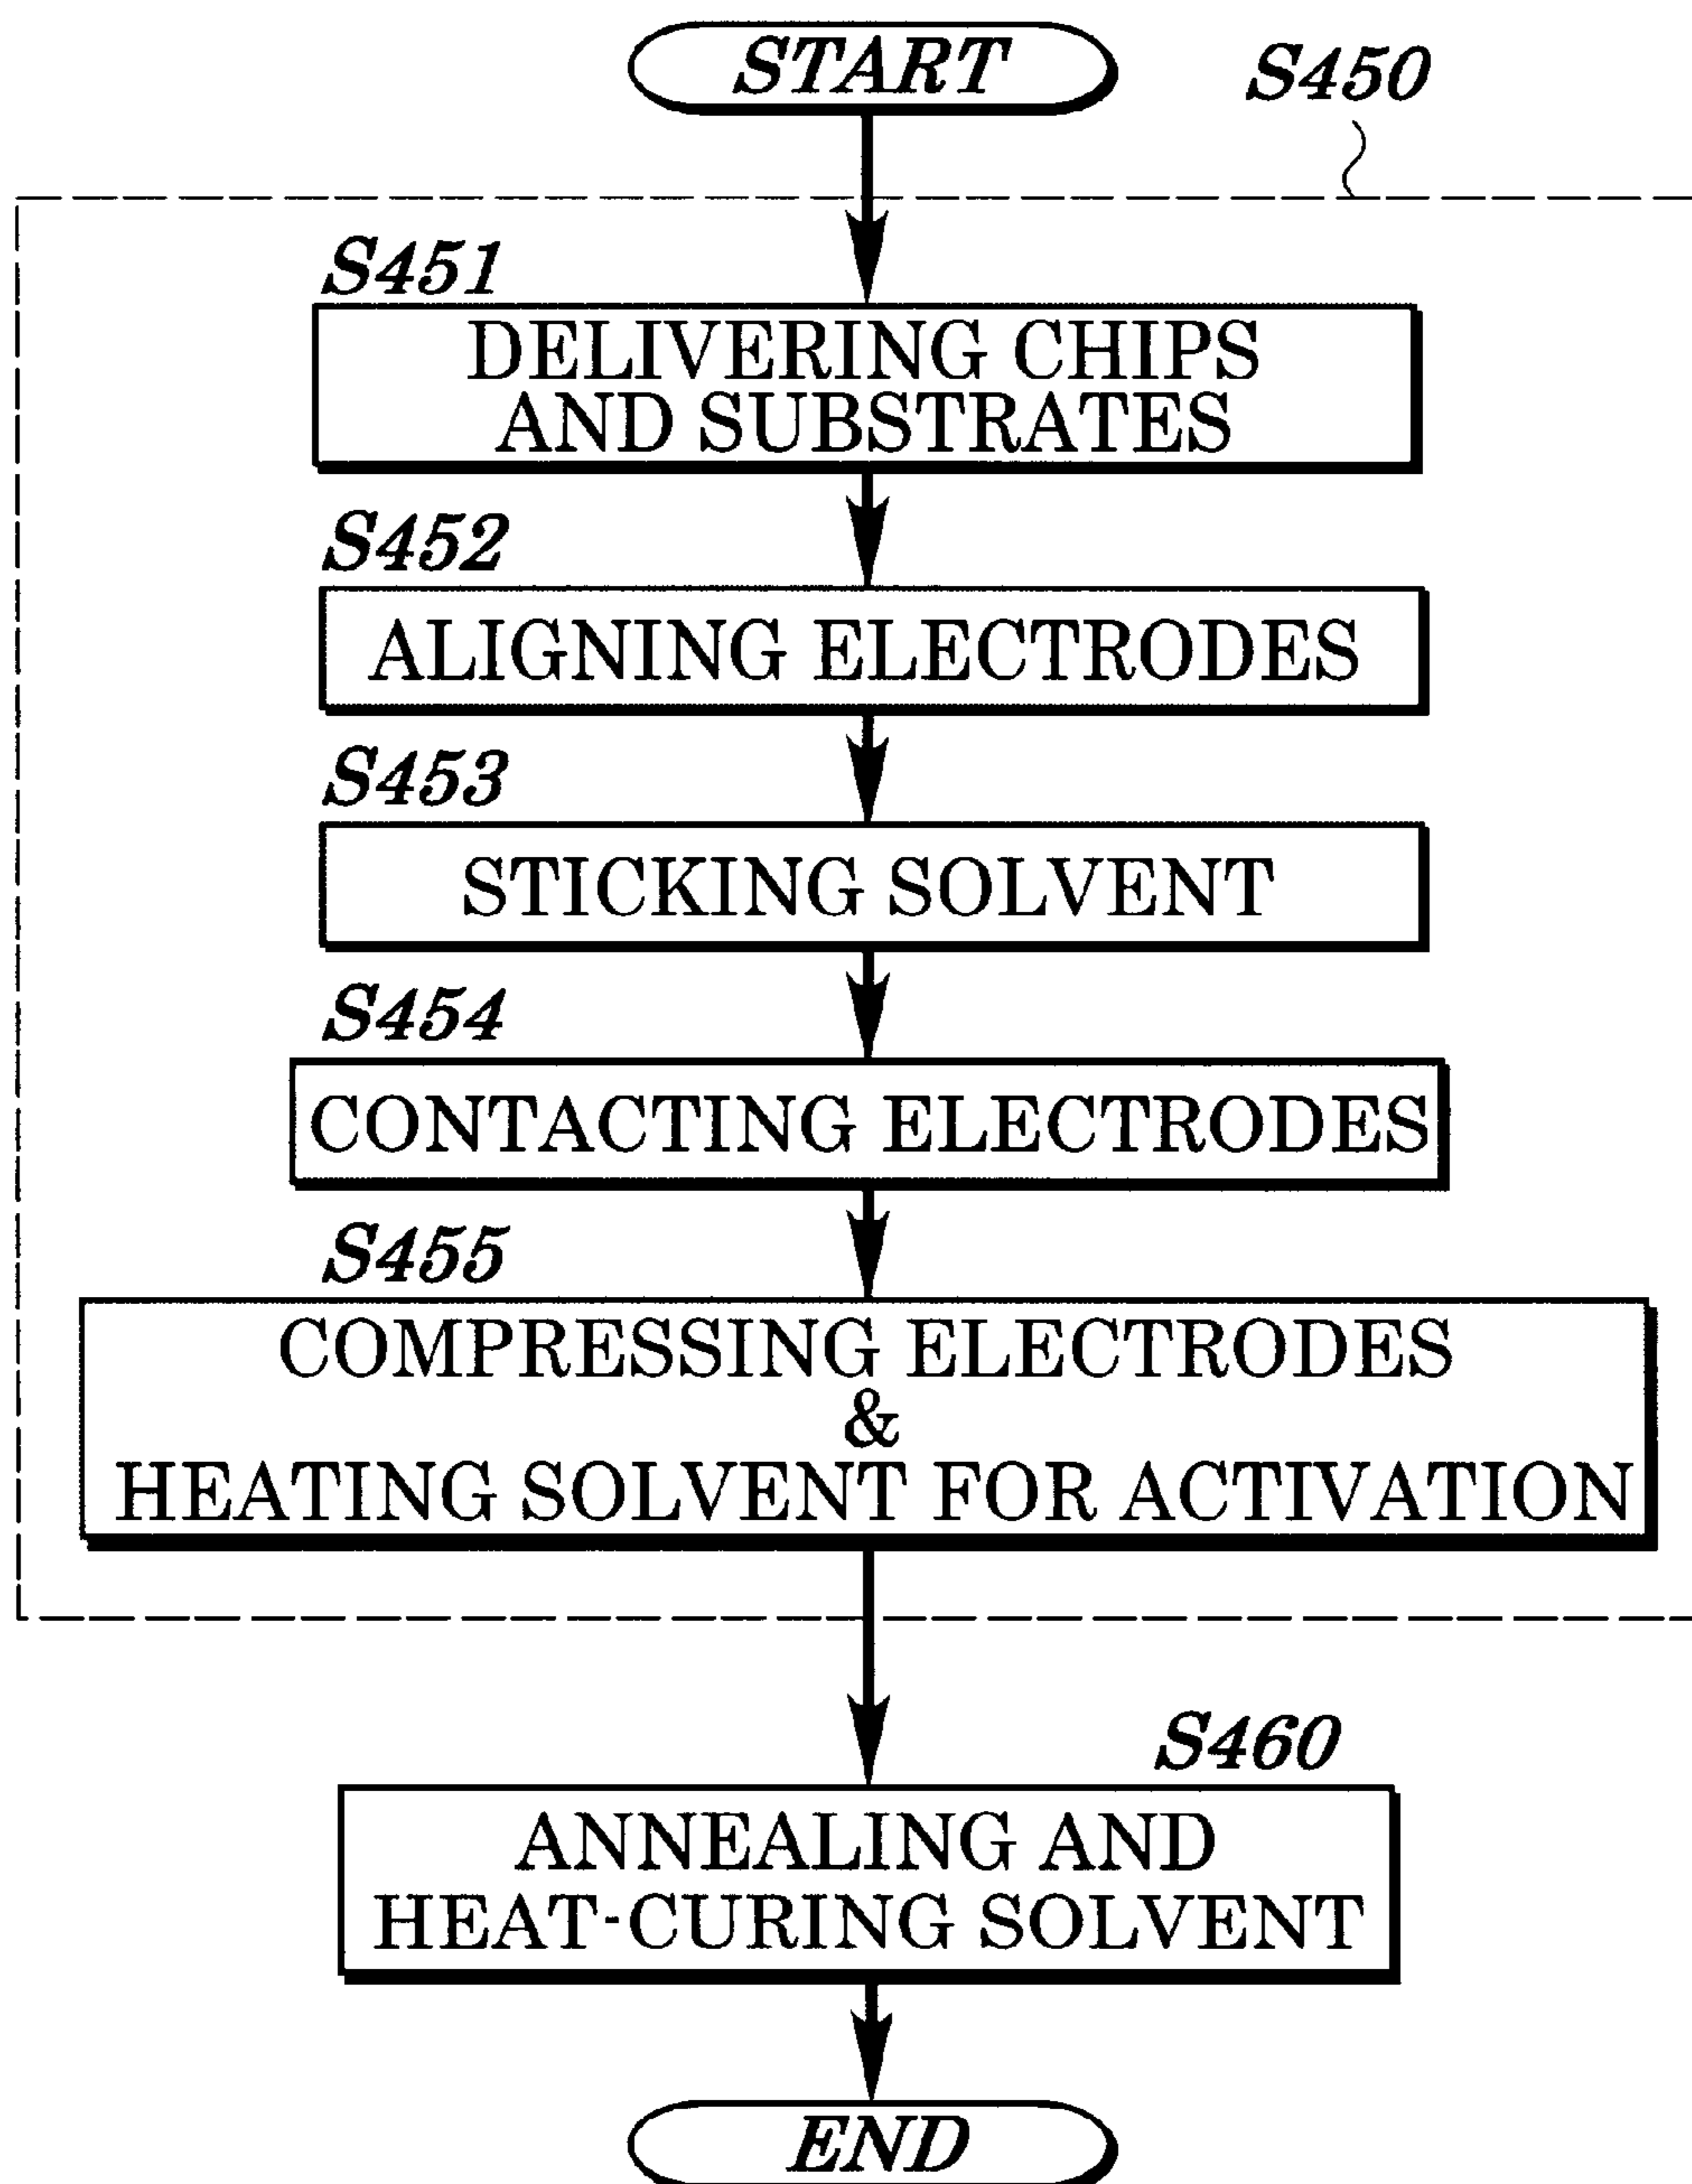 START
S450
S451
DELIVERING CHIPS
AND SUBSTRATES
S452
ALIGNING ELECTRODES
S453
STICKING SOLVENT
S454
CONTACTING ELECTRODES
S455
COMPRESSING ELECTRODES
&
HEATING SOLVENT FOR ACTIVATION
S460
ANNEALING AND
HEAT-CURING SOLVENT
END